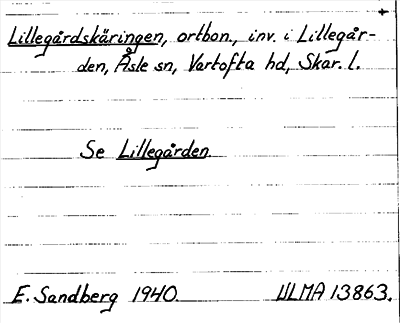 Lillegårdskäringen, ortbon., inv. i Lillegår-
den, Åsle sn, Vartofta hd, Skar. l.
Se Lillegården
E. Sandberg 1940. ULMA 13863.